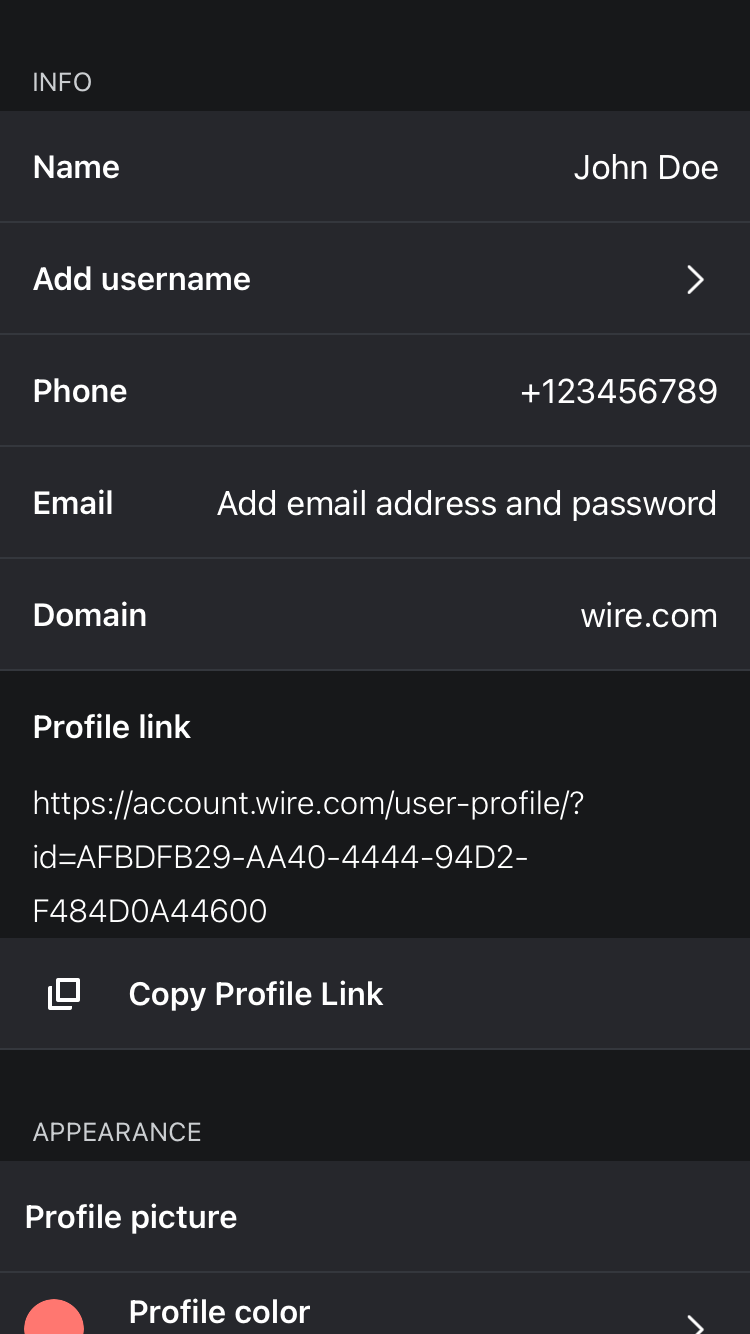 INFO
Name John Doe
Add username
Phone +123456789
Email Add email address and password
Domain wire.com
Profile link
https://account.wire.com/user-profile/?
id=AFBDFB29-AA40-4444-94D2-
F484D0A44600
Copy Profile Link
APPEARANCE
Profile picture
Profile color